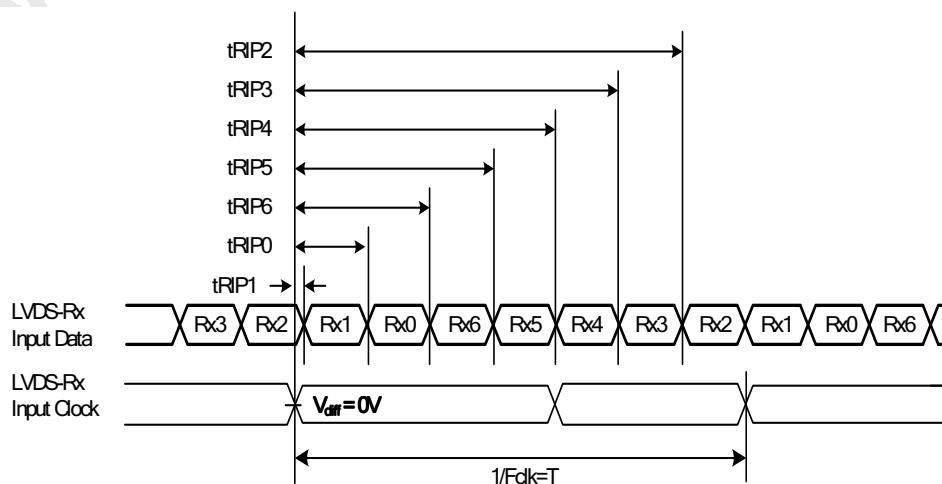 tRIP2
tRIP3
tRIP4
tRIP5
tRIP6
tRIP0
tRIP1
LVDS-Rx
Input Data
Rx3 Rx2 Rx1 Rx0 Rx6 Rx5 Rx4 Rx3 Rx2 Rx1 Rx0 Rx6
LVDS-Rx
Input Clock
Vdiff = 0V
1/Fclk=T